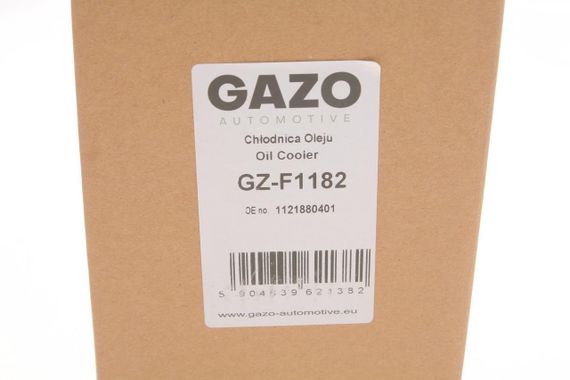 GAZO
AUTOMOTIVE
Chłodnica Oleju
Oil Cooler
GZ-F1182
OE no. 1121880401
5 904639 621382
www.gazo-automotive.eu